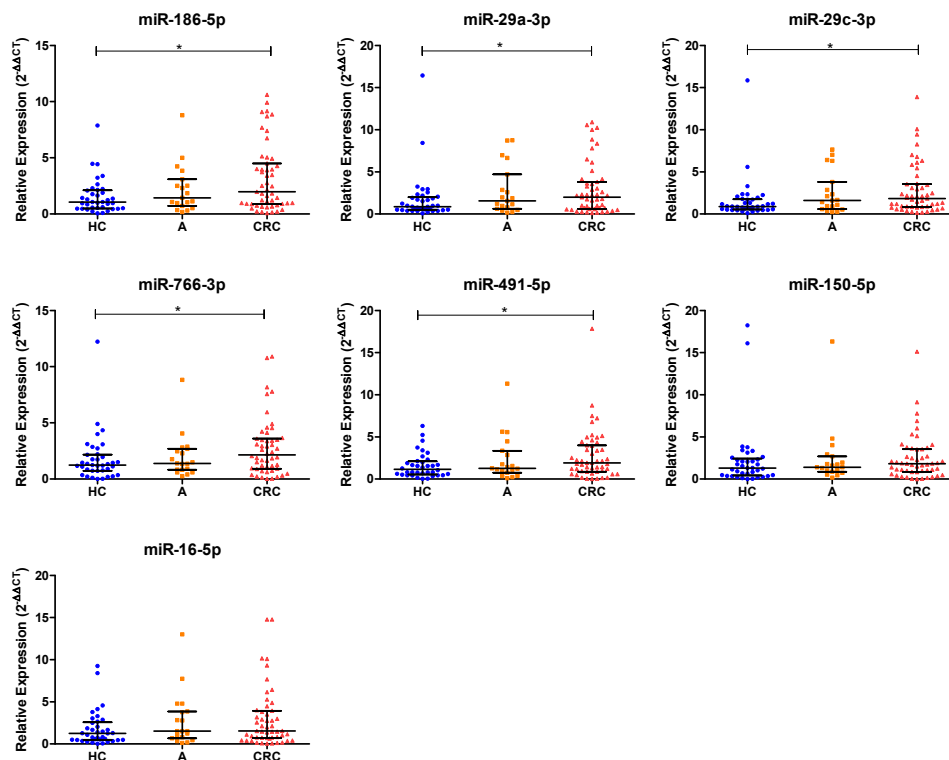 miR-186-5p
Relative Expression (2^-ΔΔCT)
15
10
5
0
*
HC A CRC
miR-29a-3p
Relative Expression (2^-ΔΔCT)
20
15
10
5
0
*
HC A CRC
miR-29c-3p
Relative Expression (2^-ΔΔCT)
20
15
10
5
0
*
HC A CRC
miR-766-3p
Relative Expression (2^-ΔΔCT)
15
10
5
0
*
HC A CRC
miR-491-5p
Relative Expression (2^-ΔΔCT)
20
15
10
5
0
*
HC A CRC
miR-150-5p
Relative Expression (2^-ΔΔCT)
20
15
10
5
0
HC A CRC
miR-16-5p
Relative Expression (2^-ΔΔCT)
20
15
10
5
0
HC A CRC